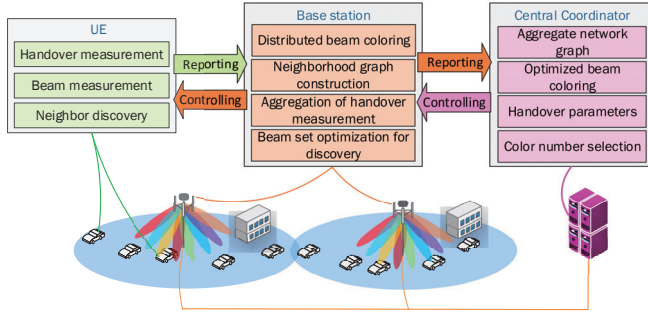 UE
Handover measurement
Beam measurement
Neighbor discovery
Reporting
Controlling
Base station
Distributed beam coloring
Neighborhood graph
construction
Aggregation of handover
measurement
Beam set optimization for
discovery
Reporting
Controlling
Central Coordinator
Aggregate network
graph
Optimized beam
coloring
Handover parameters
Color number selection